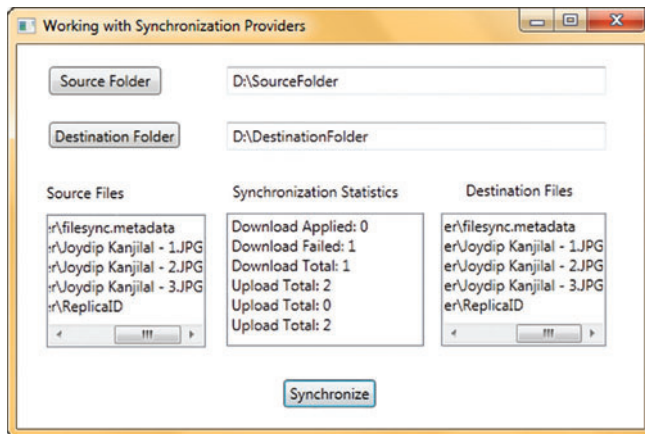 Working with Synchronization Providers
Source Folder
D:\SourceFolder
Destination Folder
D:\DestinationFolder
Source Files
Synchronization Statistics
Destination Files
er\filesync.metadata
er\Joydip Kanjilal - 1.JPG
er\Joydip Kanjilal - 2.JPG
er\Joydip Kanjilal - 3.JPG
er\ReplicaID
Download Applied: 0
Download Failed: 1
Download Total: 1
Upload Total: 2
Upload Total: 0
Upload Total: 2
er\filesync.metadata
er\Joydip Kanjilal - 1.JPG
er\Joydip Kanjilal - 2.JPG
er\Joydip Kanjilal - 3.JPG
er\ReplicaID
Synchronize